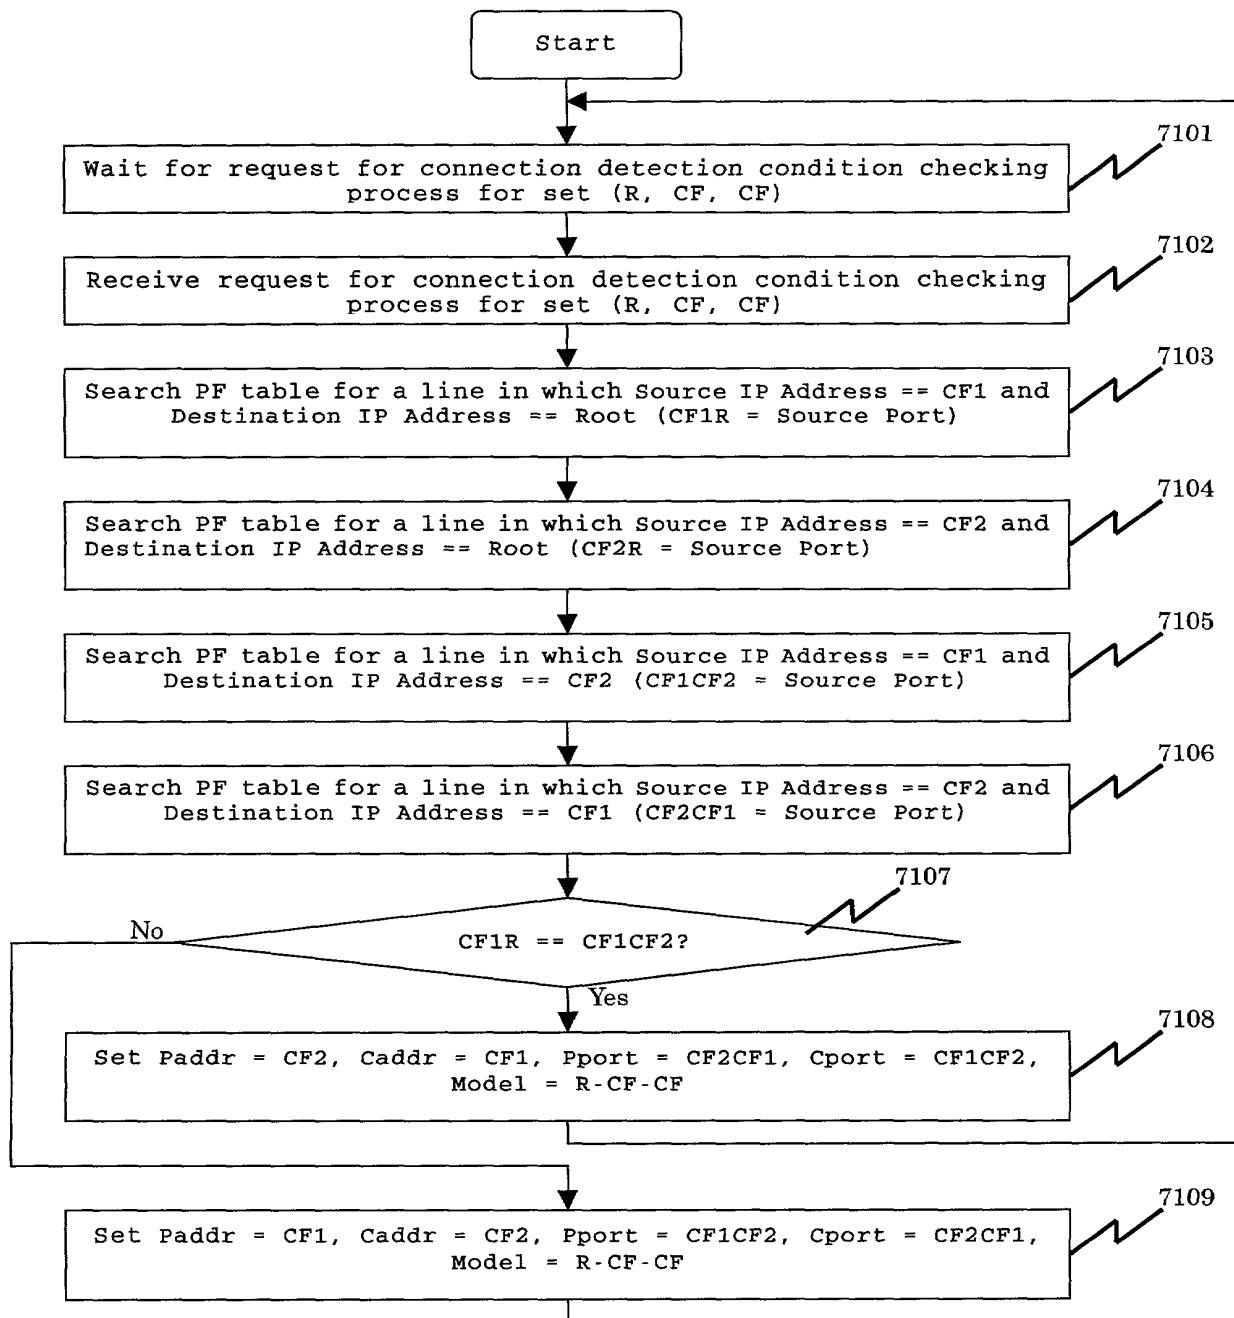 Start
7101
Wait for request for connection detection condition checking
process for set (R, CF, CF)
7102
Receive request for connection detection condition checking
process for set (R, CF, CF)
7103
Search PF table for a line in which Source IP Address == CF1 and
Destination IP Address == Root (CF1R = Source Port)
7104
Search PF table for a line in which Source IP Address == CF2 and
Destination IP Address == Root (CF2R = Source Port)
7105
Search PF table for a line in which Source IP Address == CF1 and
Destination IP Address == CF2 (CF1CF2 = Source Port)
7106
Search PF table for a line in which Source IP Address == CF2 and
Destination IP Address == CF1 (CF2CF1 = Source Port)
7107
No
CF1R == CF1CF2?
Yes
7108
Set Paddr = CF2, Caddr = CF1, Pport = CF2CF1, Cport = CF1CF2,
Model = R-CF-CF
7109
Set Paddr = CF1, Caddr = CF2, Pport = CF1CF2, Cport = CF2CF1,
Model = R-CF-CF